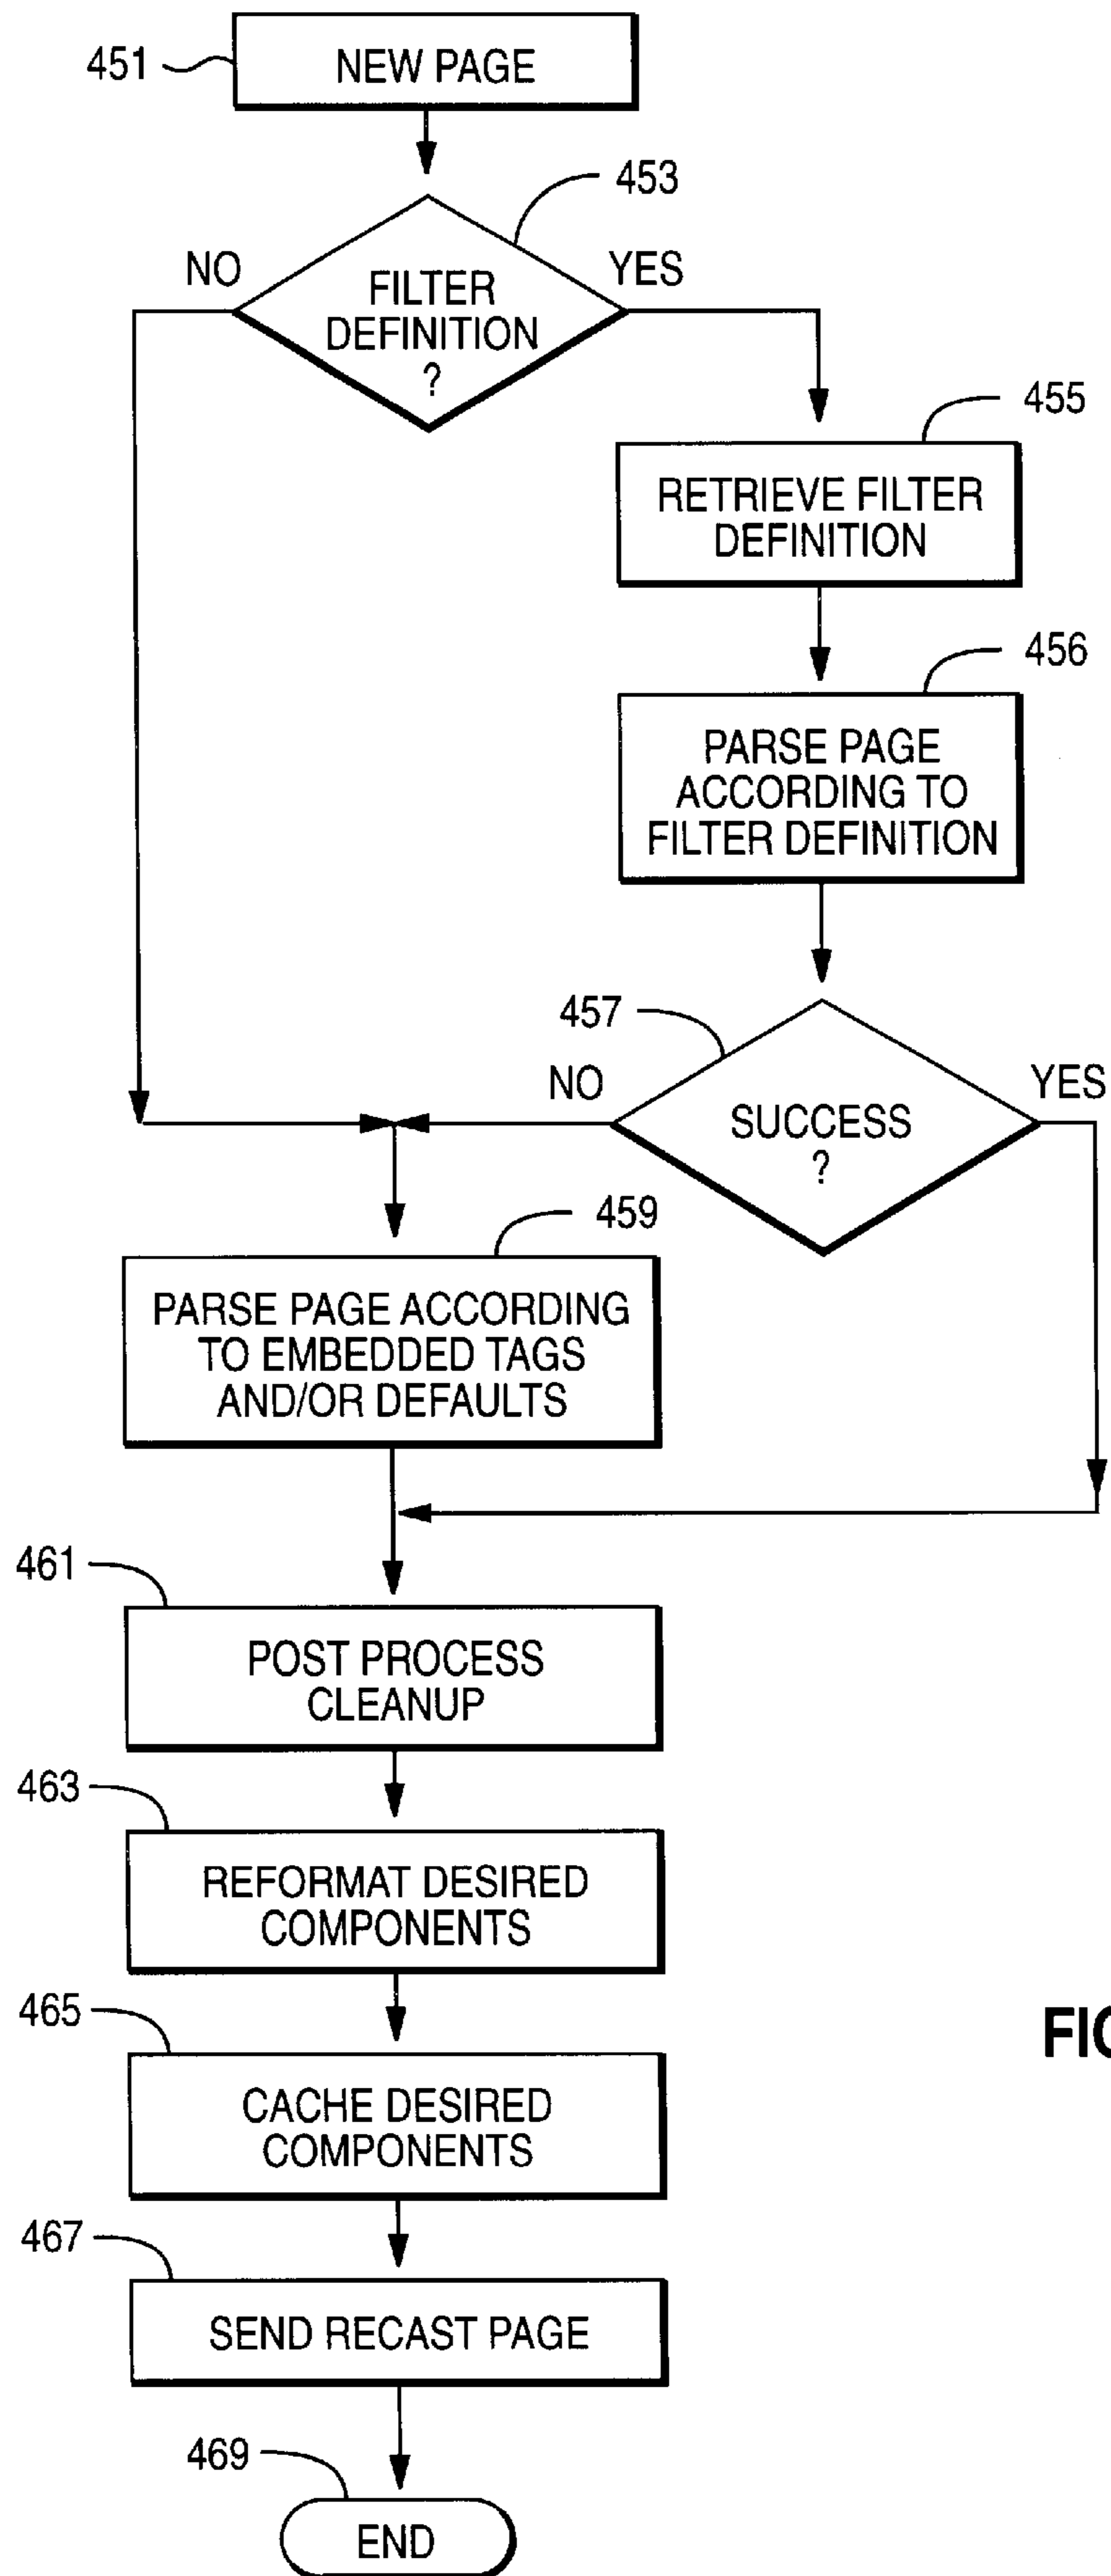 451
NEW PAGE
453
NO
YES
FILTER
DEFINITION
?
455
RETRIEVE FILTER
DEFINITION
456
PARSE PAGE
ACCORDING TO
FILTER DEFINITION
457
NO
YES
SUCCESS
?
459
PARSE PAGE ACCORDING
TO EMBEDDED TAGS
AND/OR DEFAULTS
461
POST PROCESS
CLEANUP
463
REFORMAT DESIRED
COMPONENTS
465
CACHE DESIRED
COMPONENTS
467
SEND RECAST PAGE
469
END